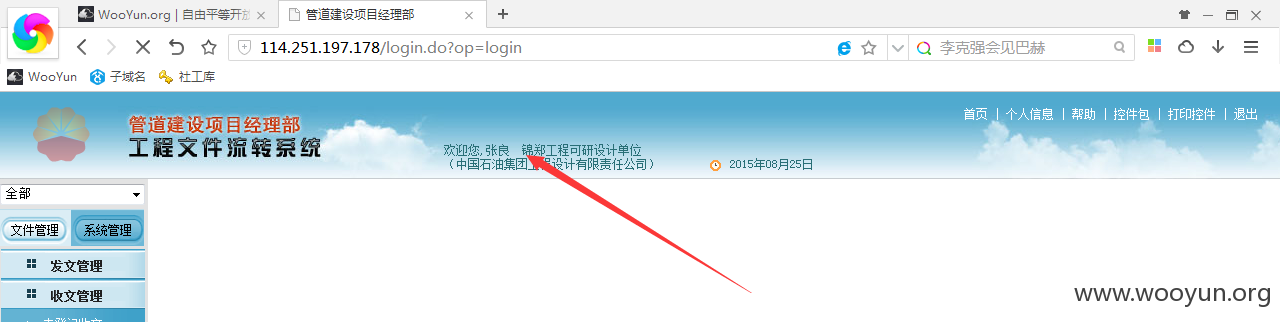 WooYun.org | 自由平等开放
管道建设项目经理部
114.251.197.178/login.do?op=login
李克强会见巴赫
WooYun 子域名 社工库
首页 | 个人信息 | 帮助 | 控件包 | 打印控件 | 退出
管道建设项目经理部
工程文件流转系统
欢迎您,张良 锦郑工程可研设计单位
（中国石油集团工程设计有限责任公司）
2015年08月25日
全部
文件管理 系统管理
发文管理
收文管理
www.wooyun.org